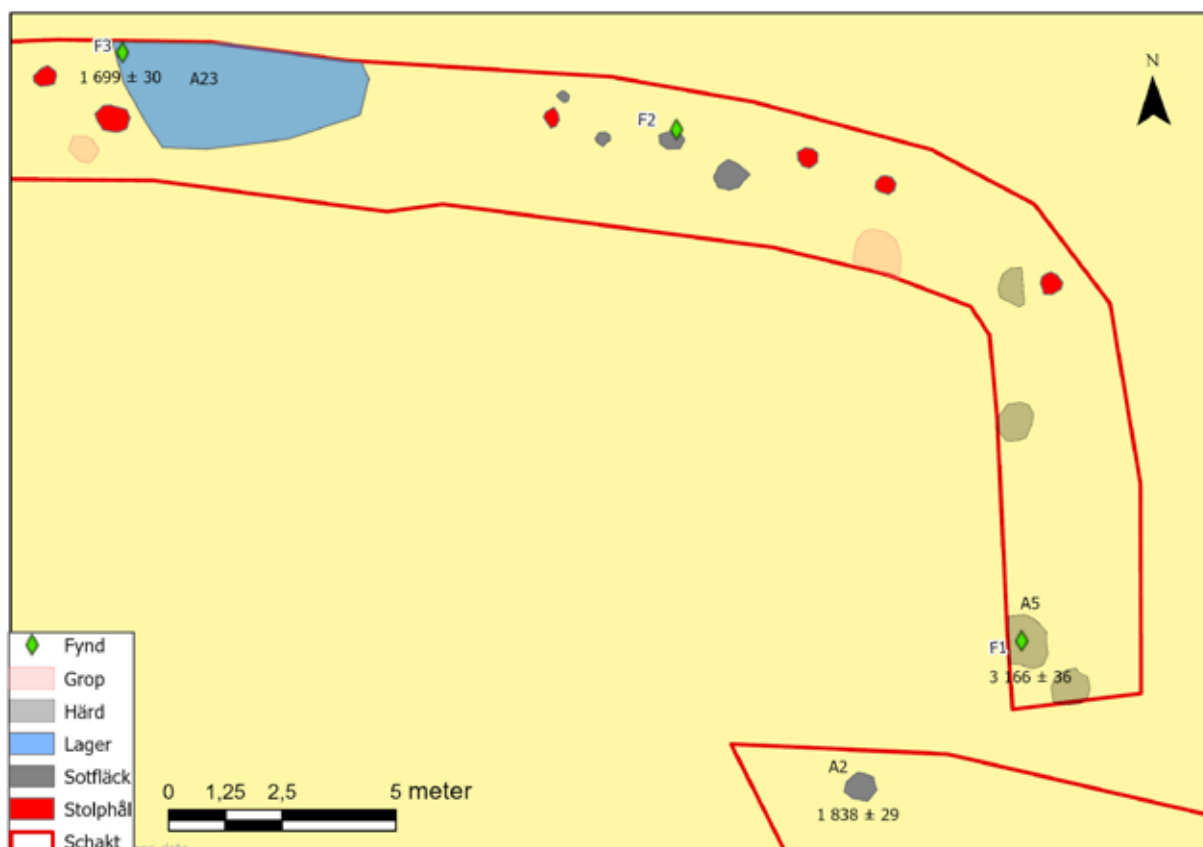 F3
1 699 ± 30
A23
F2
N
A5
F1
3 166 ± 36
A2
1 838 ± 29
Fynd
Grop
Härd
Lager
Sotfläck
Stolphål
Schakt
0 1,25 2,5 5 meter